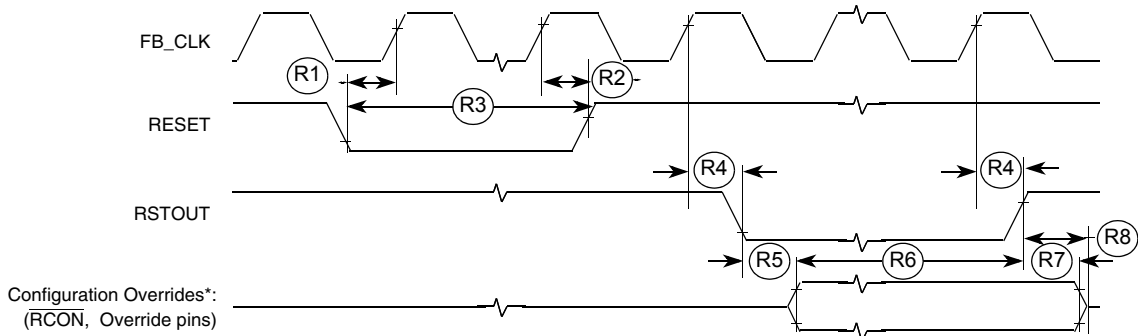 FB_CLK
R1
R2
R3
RESET
R4
R4
RSTOUT
R8
R5
R6
R7
Configuration Overrides*:
(RCON, Override pins)